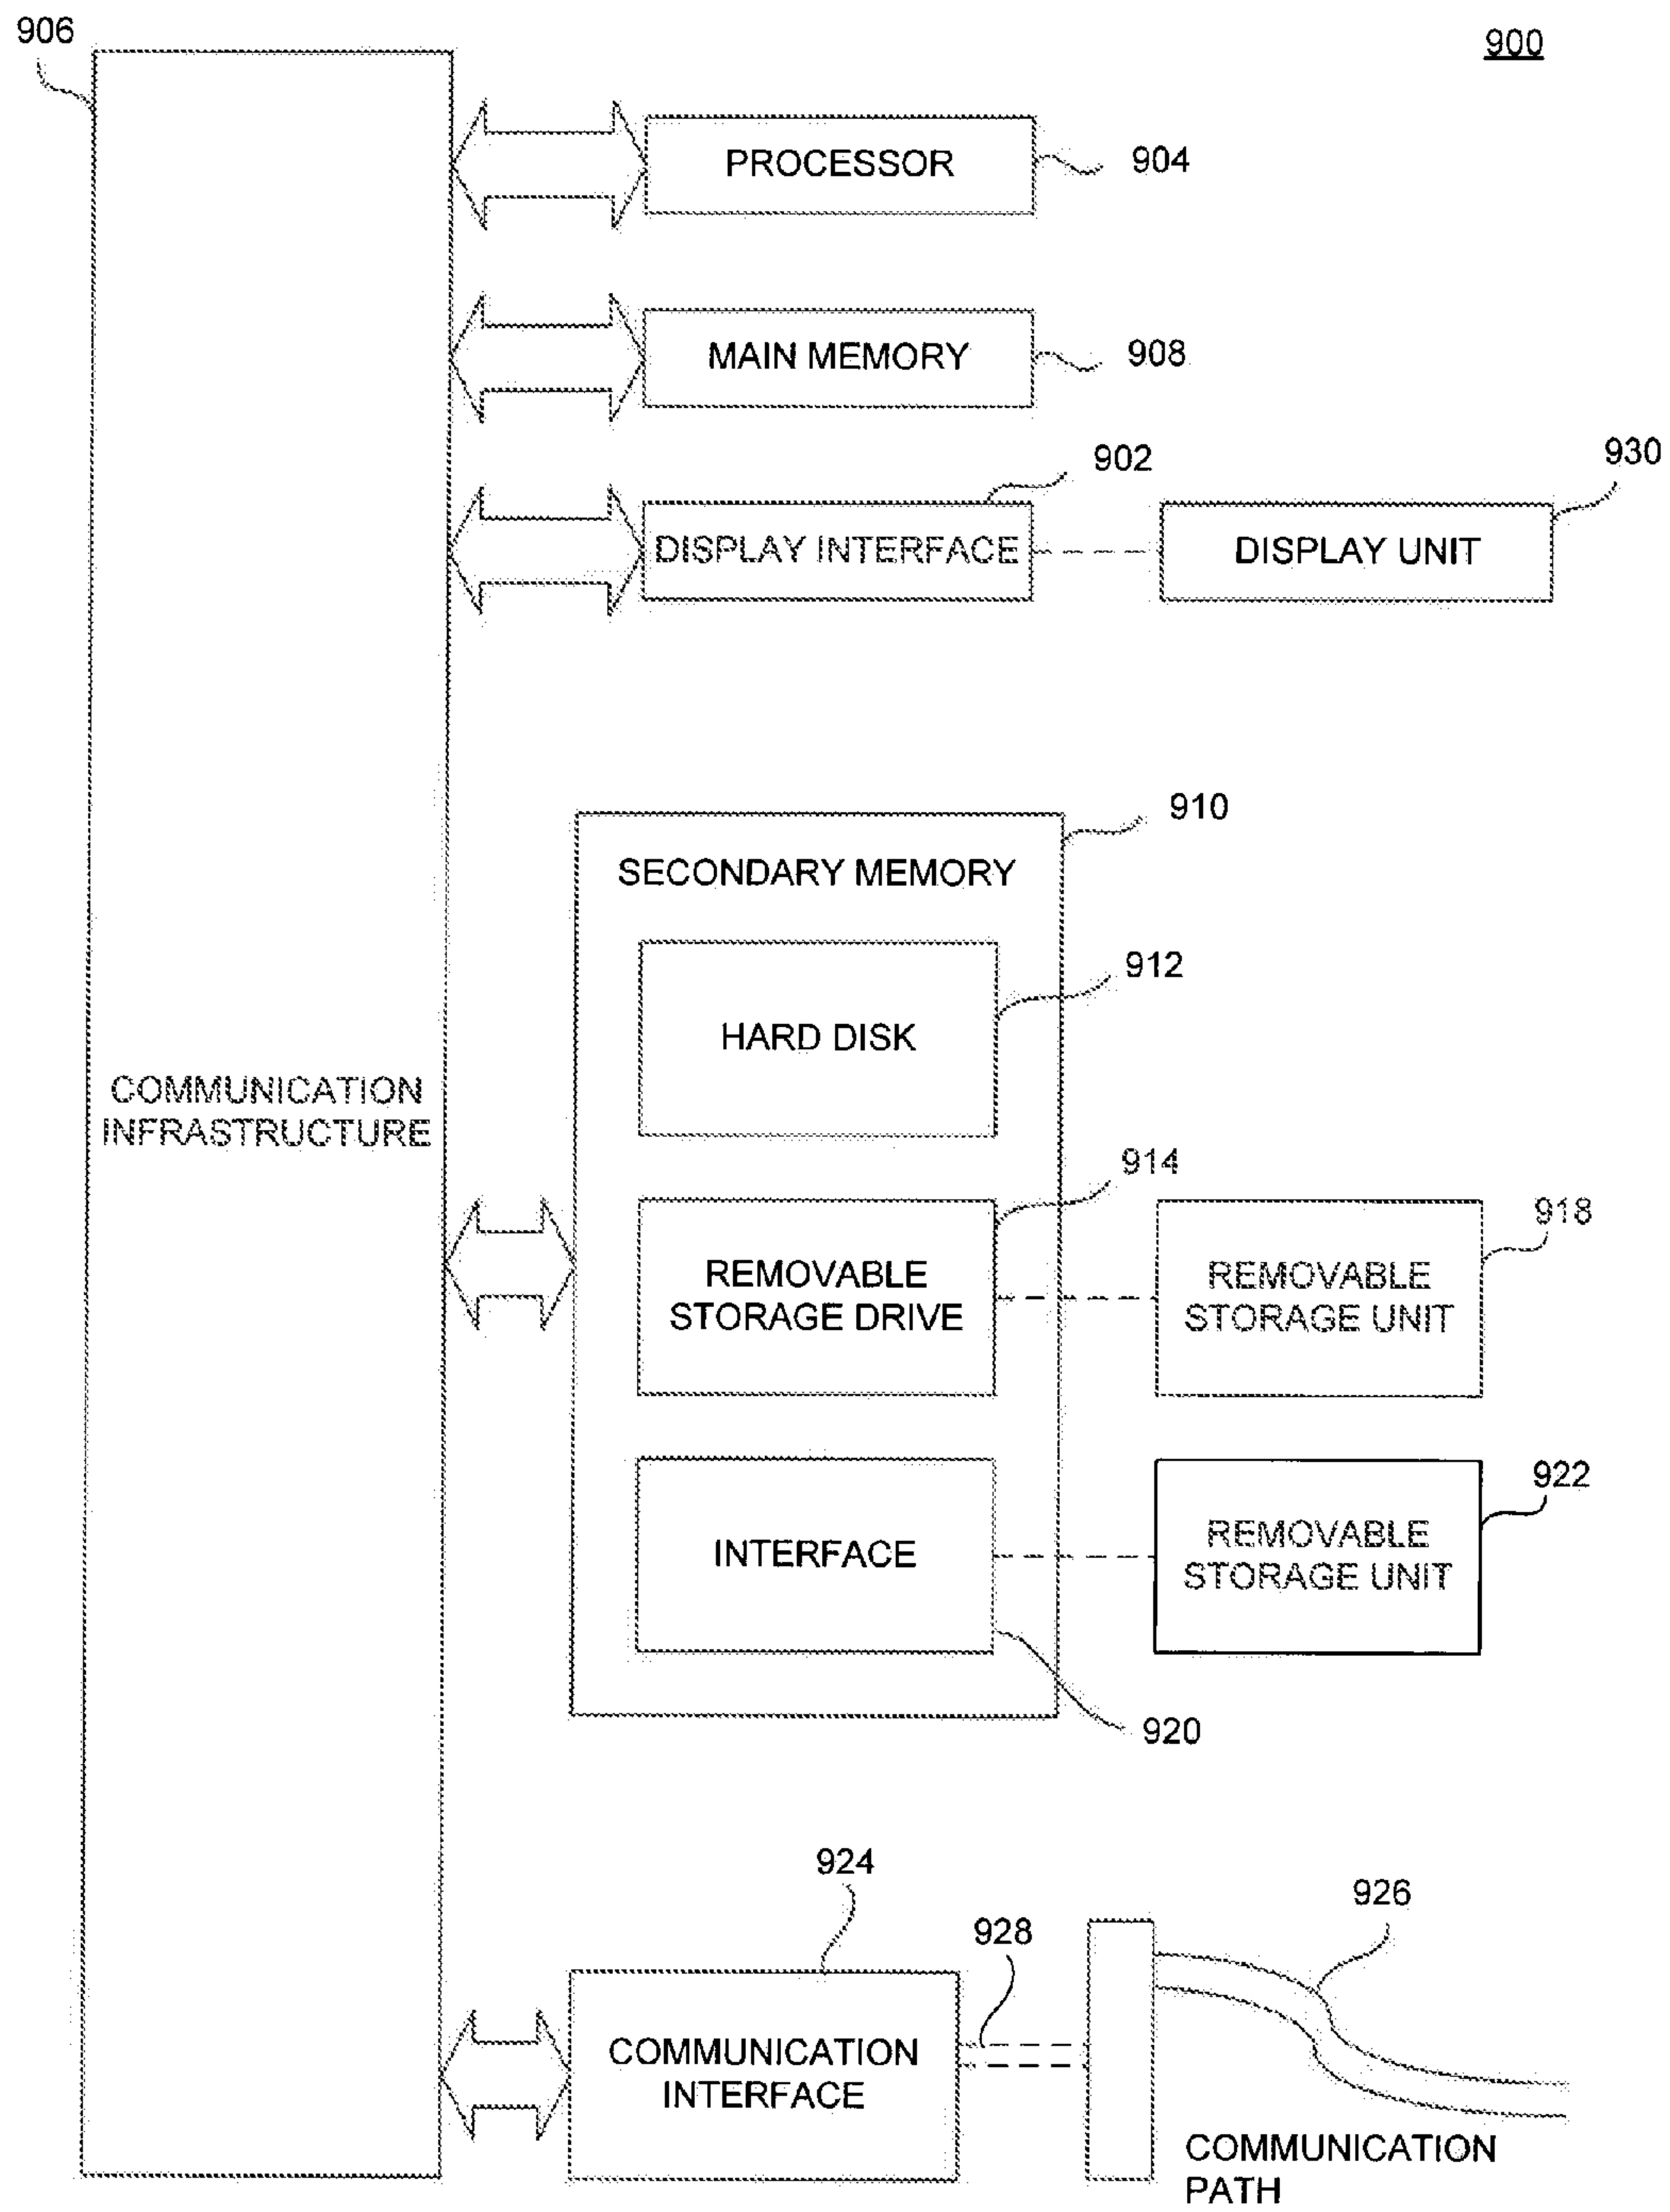 906
900
PROCESSOR
904
MAIN MEMORY
908
902
930
DISPLAY INTERFACE
DISPLAY UNIT
910
SECONDARY MEMORY
912
HARD DISK
COMMUNICATION
INFRASTRUCTURE
914
918
REMOVABLE
STORAGE DRIVE
REMOVABLE
STORAGE UNIT
922
INTERFACE
REMOVABLE
STORAGE UNIT
920
924
926
928
COMMUNICATION
INTERFACE
COMMUNICATION
PATH